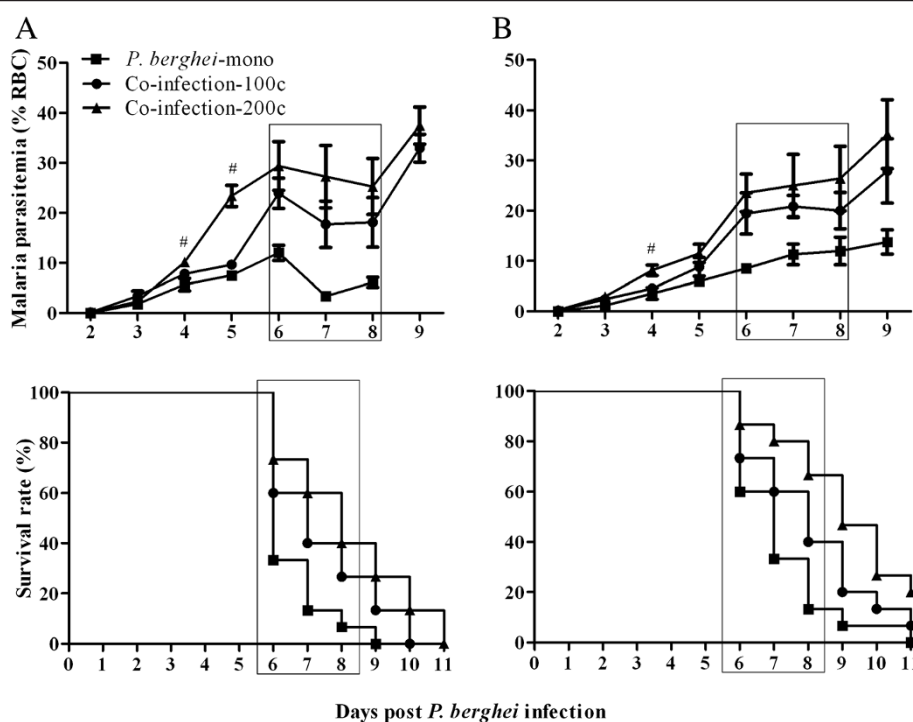 A
B
P. berghei-mono
Co-infection-100c
Co-infection-200c
Malaria parasitemia (% RBC)
50
40
30
20
10
0
# #
2 3 4 5 6 7 8 9
50
40
30
20
10
0
#
2 3 4 5 6 7 8 9
Survival rate (%)
100
80
60
40
20
0
0 1 2 3 4 5 6 7 8 9 10 11
100
80
60
40
20
0
0 1 2 3 4 5 6 7 8 9 10 11
Days post P. berghei infection